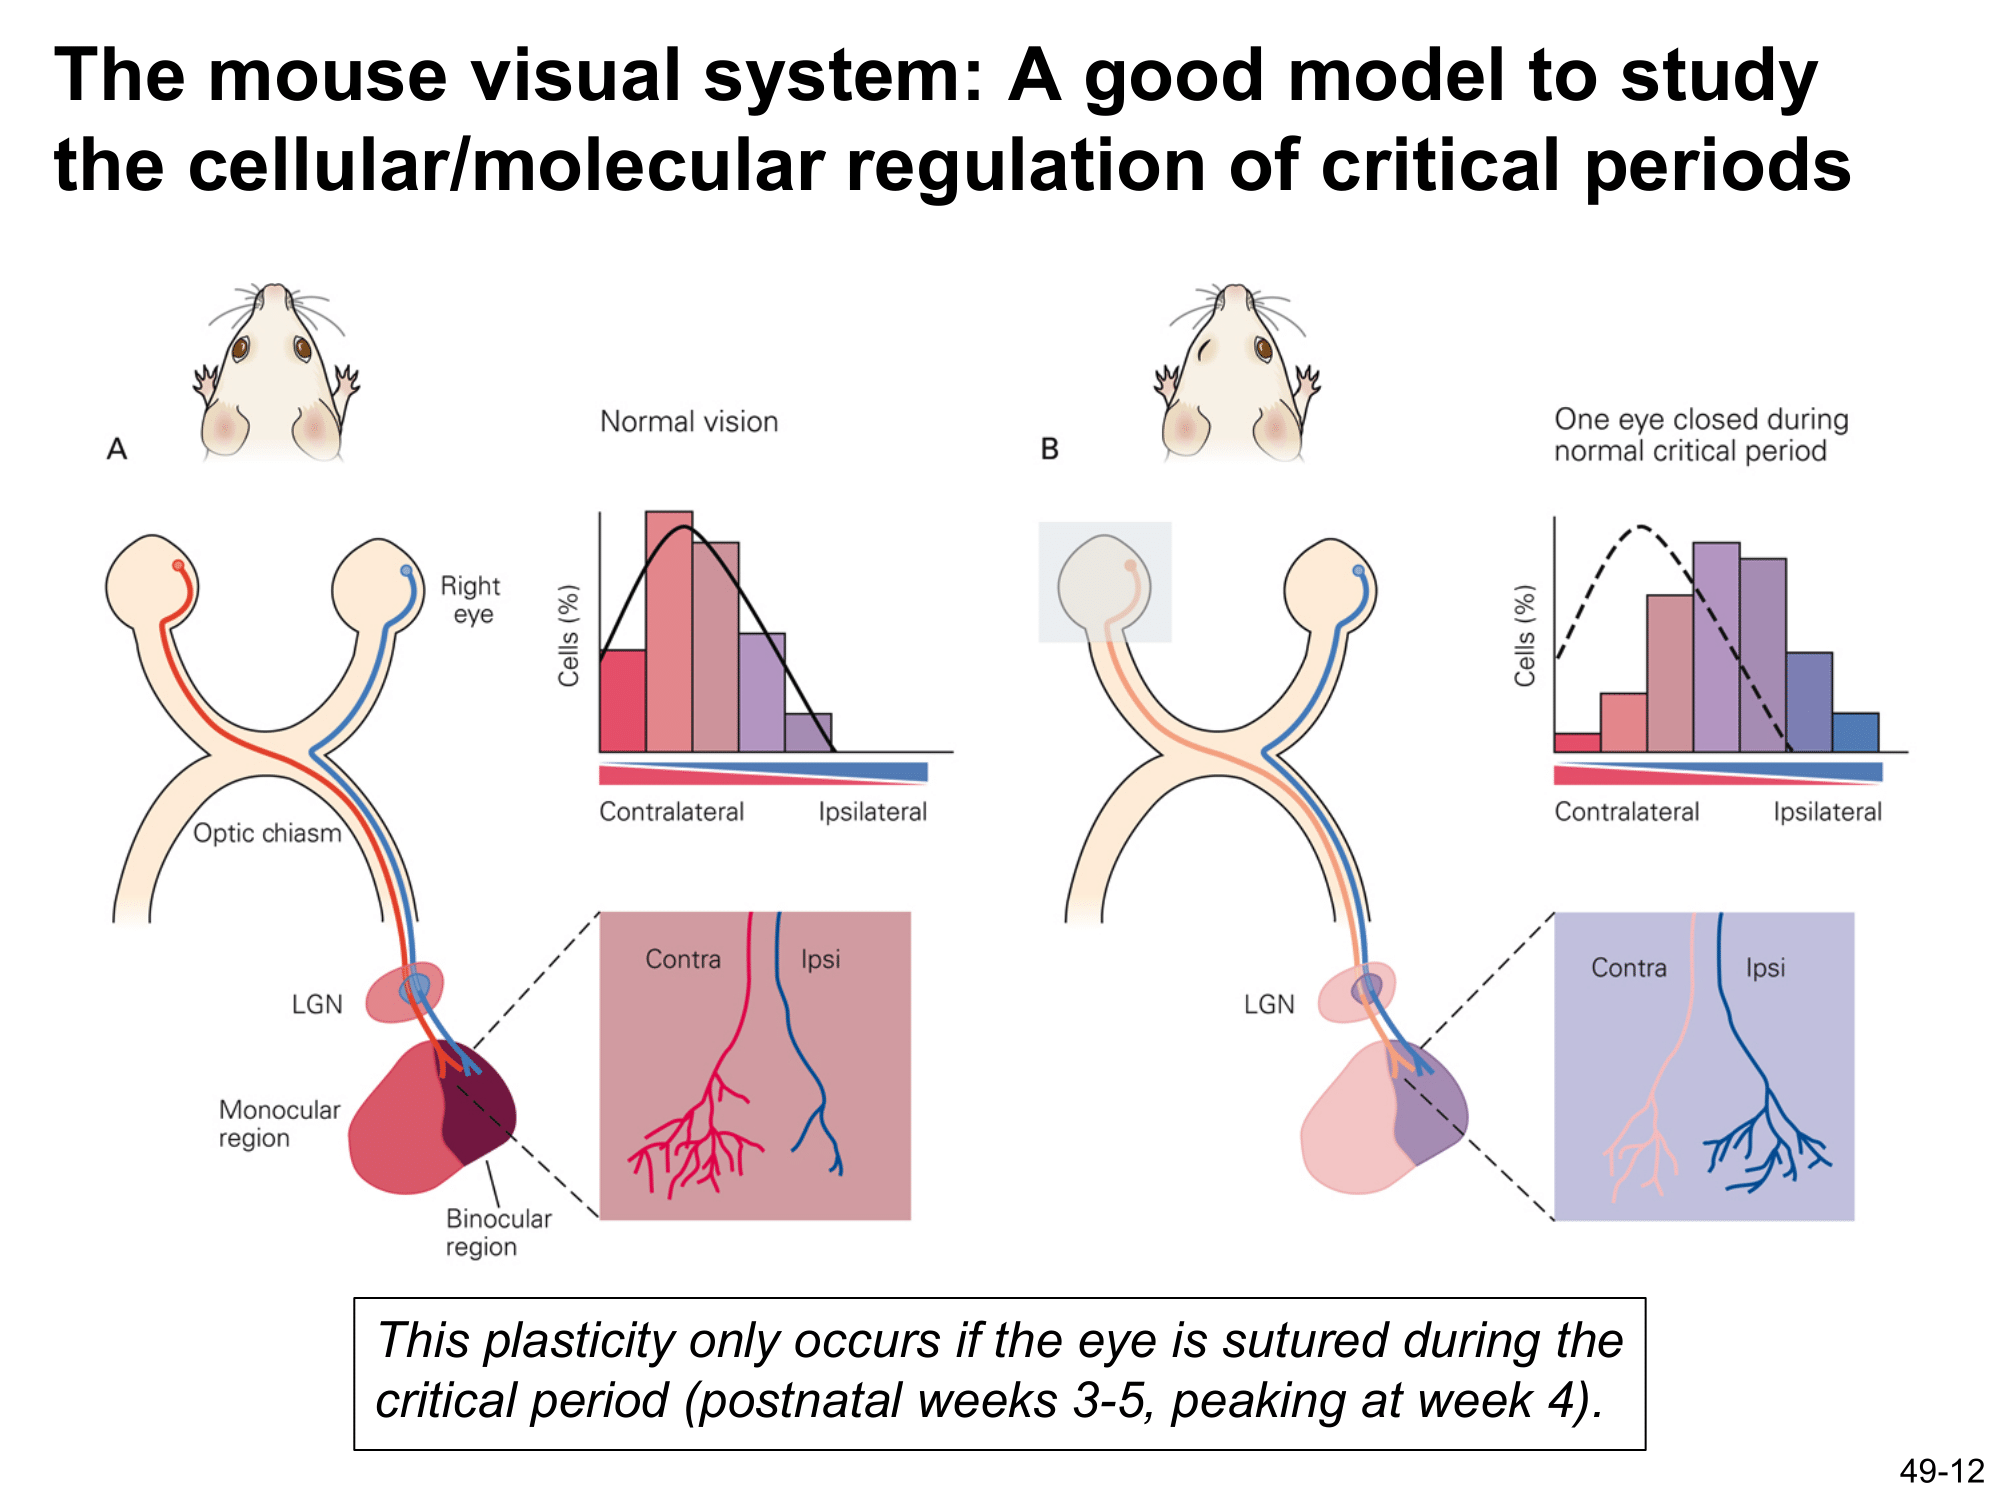 The mouse visual system: A good model to study
the cellular/molecular regulation of critical periods
A
Normal vision
Right
eye
Cells (%)
Contralateral
Ipsilateral
Optic chiasm
LGN
Contra
Ipsi
Monocular
region
Binocular
region
B
One eye closed during
normal critical period
Cells (%)
Contralateral
Ipsilateral
LGN
Contra
Ipsi
This plasticity only occurs if the eye is sutured during the
critical period (postnatal weeks 3-5, peaking at week 4).
49-12